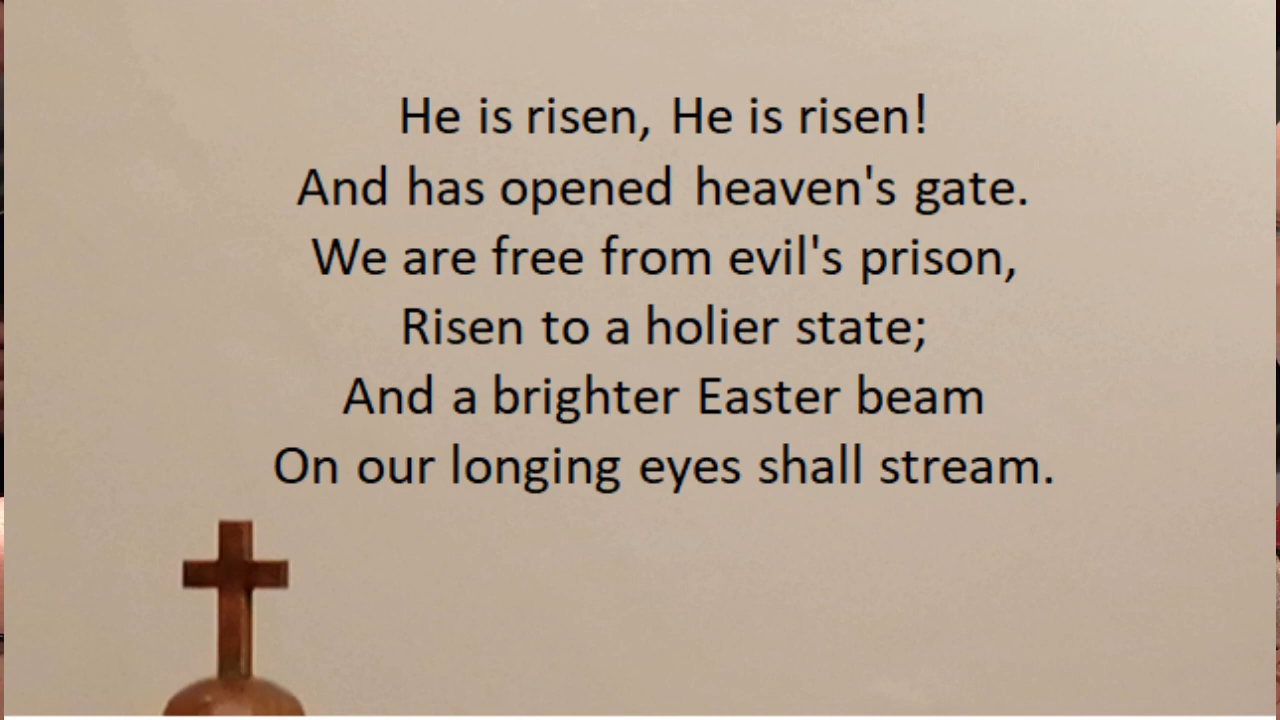 He is risen, He is risen!
And has opened heaven's gate.
We are free from evil's prison,
Risen to a holier state;
And a brighter Easter beam
On our longing eyes shall stream.